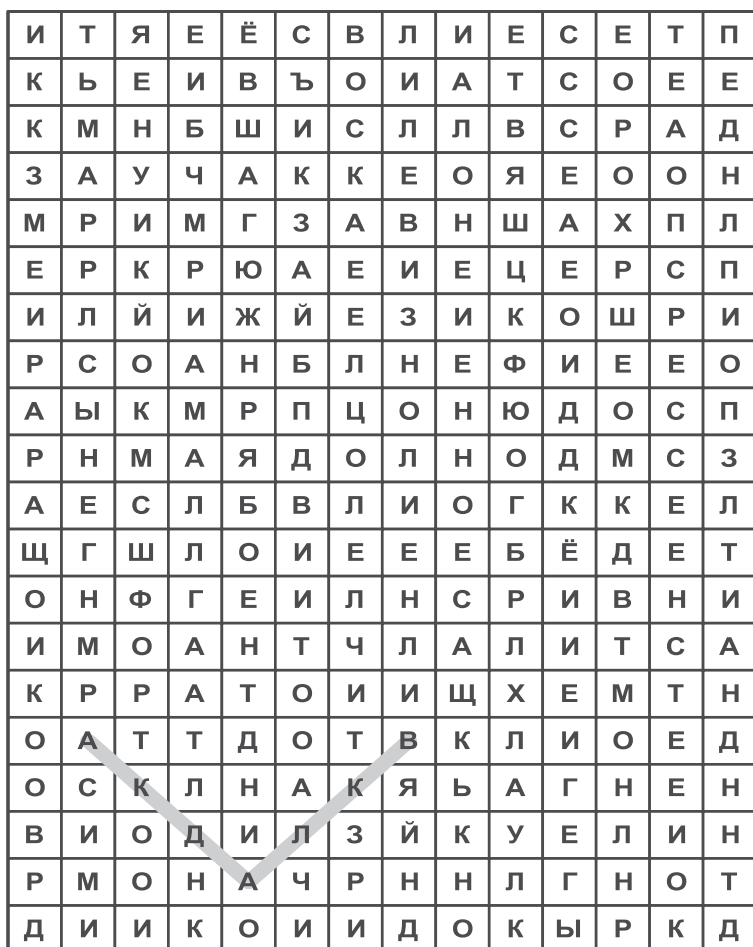 И Т Я Е Ё С В Л И Е С Е Т П
К Ь Е И В Ъ О И А Т С О Е Е
К М Н Б Ш И С Л Л В С Р А Д
З А У Ч А К К Е О Я Е О О Н
М Р И М Г З А В Н Ш А Х П Л
Е Р К Р Ю А Е И Е Ц Е Р С П
И Л Й И Ж Й Е З И К О Ш Р И
Р С О А Н Б Л Н Е Ф И Е Е О
А Ы К М Р П Ц О Н Ю Д О С П
Р Н М А Я Д О Л Н О Д М С З
А Е С Л Б В Л И О Г К К Е Л
Щ Г Ш Л О И Е Е Е Б Ё Д Е Т
О Н Ф Г Е И Л Н С Р И В Н И
И М О А Н Т Ч Л А Л И Т С А
К Р Р А Т О И И Щ Х Е М Т Н
О А Т Т Д О Т В К Л И О Е Д
О С К Л Н А К Я Ь А Г Н Е Н
В И О Д И Л З Й К У Е Л И Н
Р М О Н А Ч Р Н Н Л Г Н О Т
Д И И К О И И Д О К Ы Р К Д